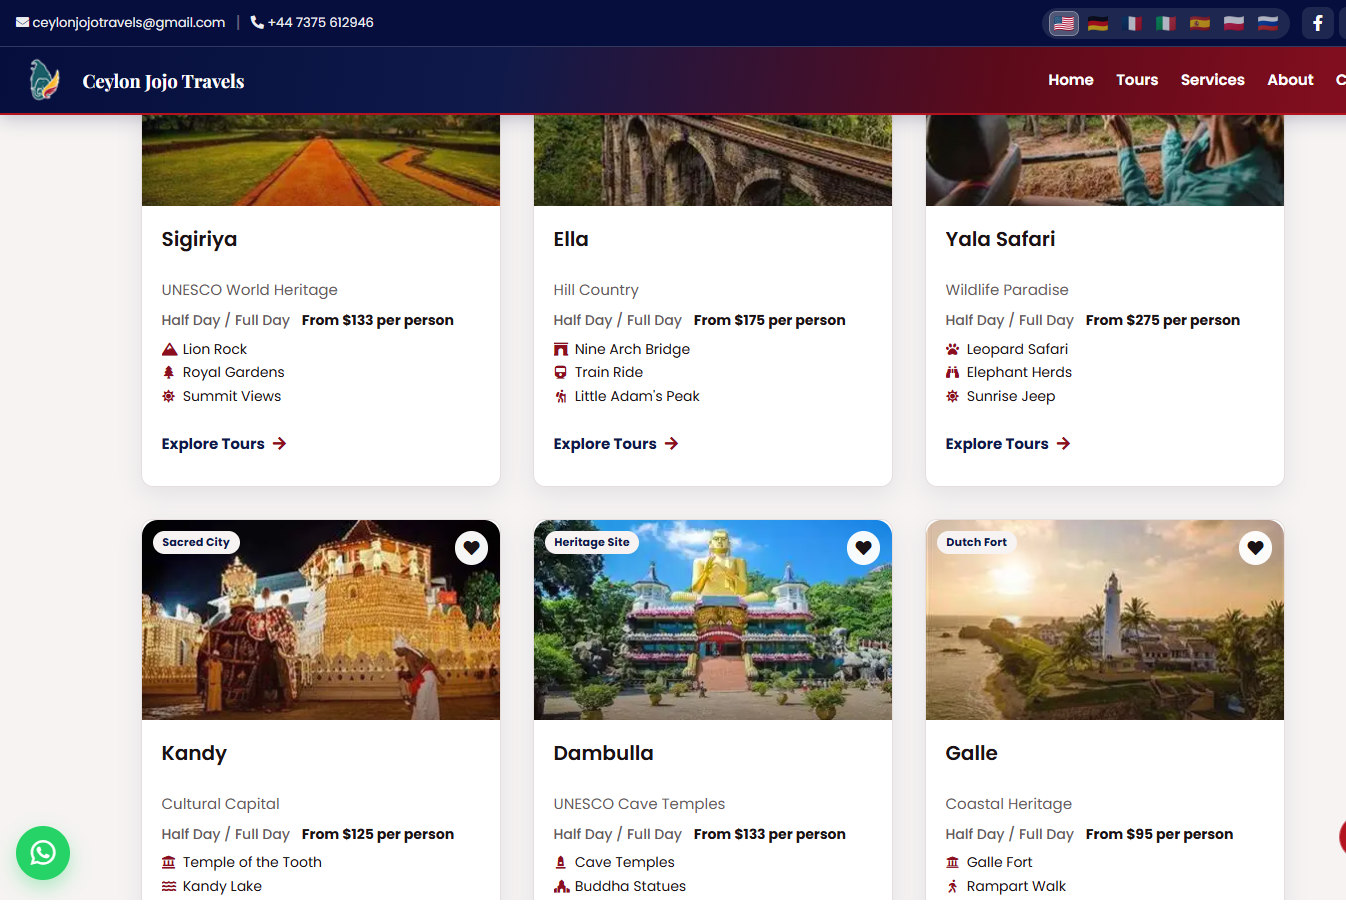 ceylonjojotravels@gmail.com | +44 7375 612946
Ceylon Jojo Travels
Home Tours Services About C
Sigiriya
UNESCO World Heritage
Half Day / Full Day From $133 per person
Lion Rock
Royal Gardens
Summit Views
Explore Tours
Ella
Hill Country
Half Day / Full Day From $175 per person
Nine Arch Bridge
Train Ride
Little Adam's Peak
Explore Tours
Yala Safari
Wildlife Paradise
Half Day / Full Day From $275 per person
Leopard Safari
Elephant Herds
Sunrise Jeep
Explore Tours
Sacred City
Kandy
Cultural Capital
Half Day / Full Day From $125 per person
Temple of the Tooth
Kandy Lake
Heritage Site
Dambulla
UNESCO Cave Temples
Half Day / Full Day From $133 per person
Cave Temples
Buddha Statues
Dutch Fort
Galle
Coastal Heritage
Half Day / Full Day From $95 per person
Galle Fort
Rampart Walk